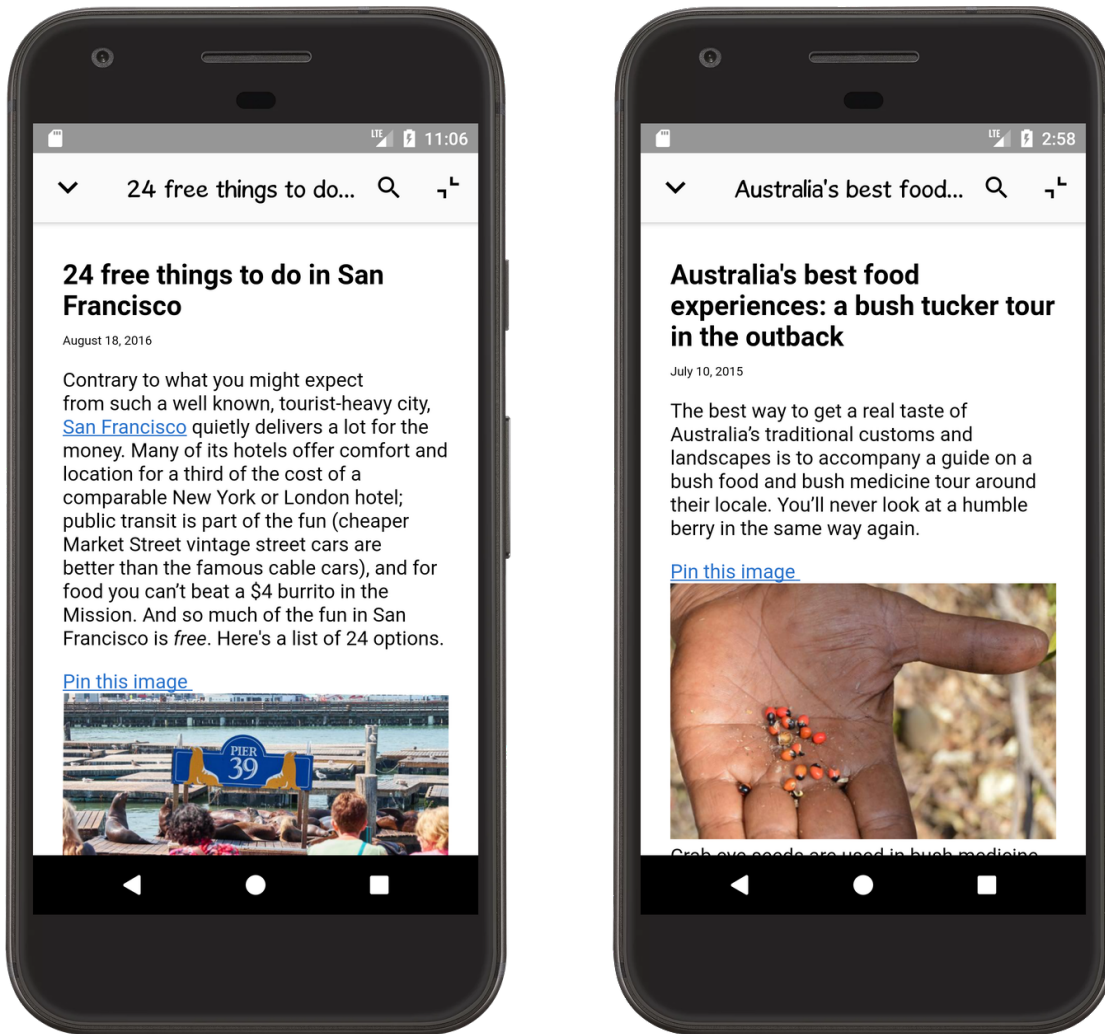 LTE 11:06
24 free things to do...
24 free things to do in San
Francisco
August 18, 2016
Contrary to what you might expect
from such a well known, tourist-heavy city,
San Francisco quietly delivers a lot for the
money. Many of its hotels offer comfort and
location for a third of the cost of a
comparable New York or London hotel;
public transit is part of the fun (cheaper
Market Street vintage street cars are
better than the famous cable cars), and for
food you can’t beat a $4 burrito in the
Mission. And so much of the fun in San
Francisco is free. Here's a list of 24 options.
Pin this image
PIER
39
LTE 2:58
Australia's best food...
Australia's best food
experiences: a bush tucker tour
in the outback
July 10, 2015
The best way to get a real taste of
Australia’s traditional customs and
landscapes is to accompany a guide on a
bush food and bush medicine tour around
their locale. You’ll never look at a humble
berry in the same way again.
Pin this image
Crab eye seeds are used in bush medicine